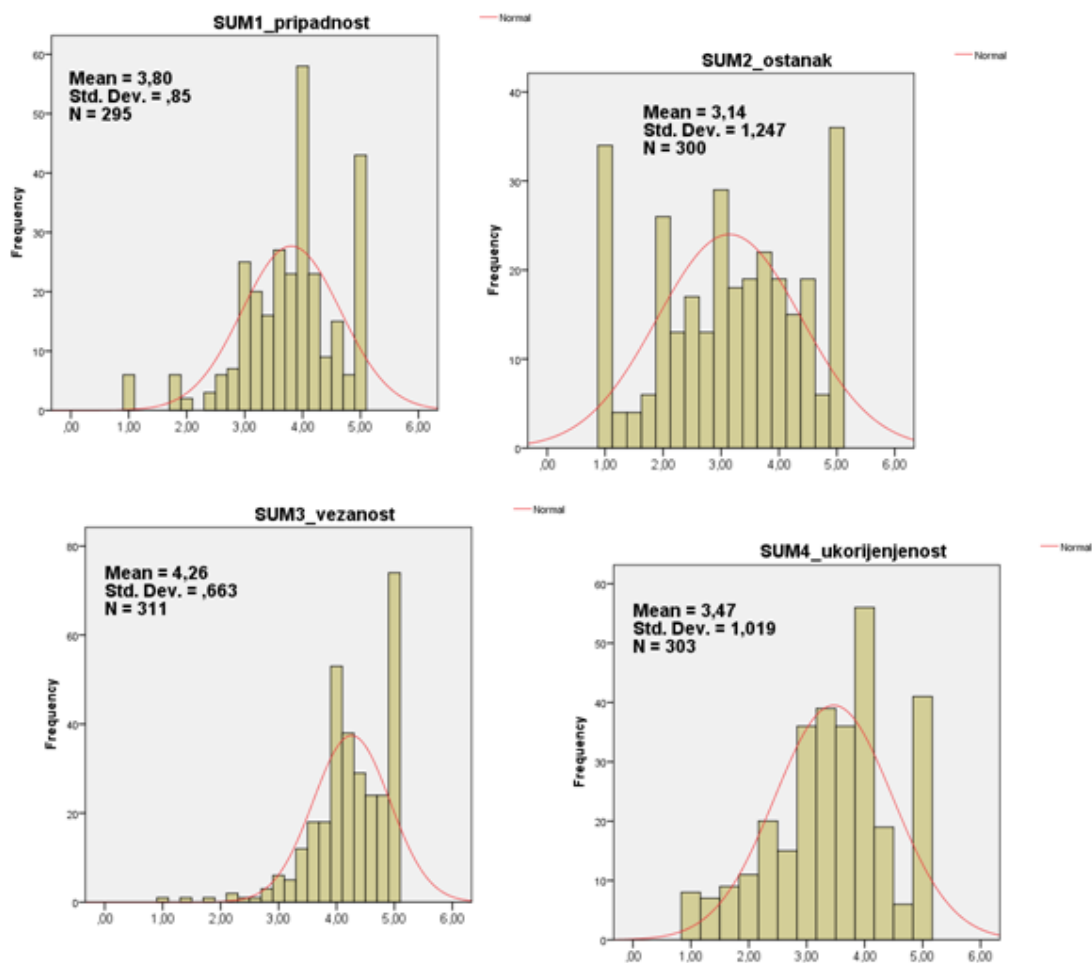 SUM1_pripadnost
Normal
Mean = 3,80
Std. Dev. = ,85
N = 295
Frequency
60
50
40
30
20
10
0
,00 1,00 2,00 3,00 4,00 5,00 6,00
SUM2_ostanak
Normal
Mean = 3,14
Std. Dev. = 1,247
N = 300
Frequency
40
30
20
10
0
,00 1,00 2,00 3,00 4,00 5,00 6,00
SUM3_vezanost
Normal
Mean = 4,26
Std. Dev. = ,663
N = 311
Frequency
80
60
40
20
0
,00 1,00 2,00 3,00 4,00 5,00 6,00
SUM4_ukorijenjenost
Normal
Mean = 3,47
Std. Dev. = 1,019
N = 303
Frequency
60
50
40
30
20
10
0
,00 1,00 2,00 3,00 4,00 5,00 6,00